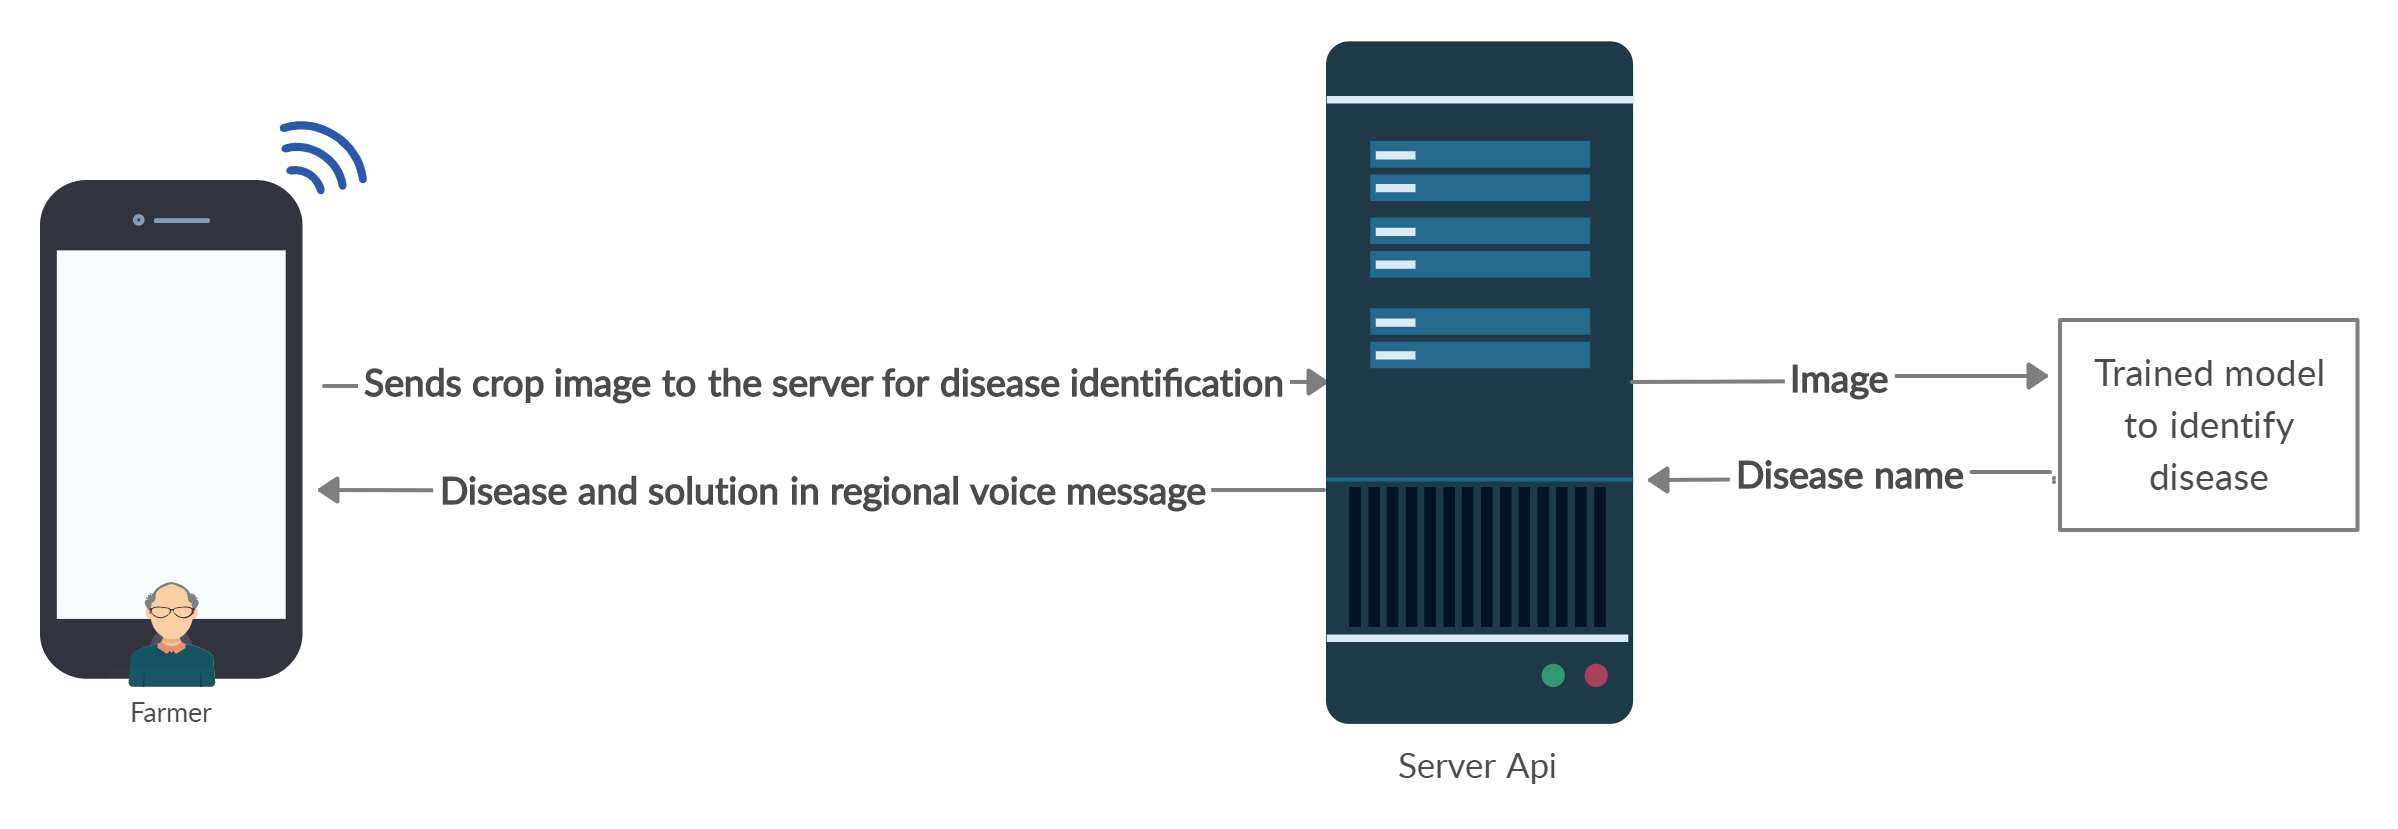 Sends crop image to the server for disease identification
Disease and solution in regional voice message
Farmer
Server Api
Image
Disease name
Trained model
to identify
disease